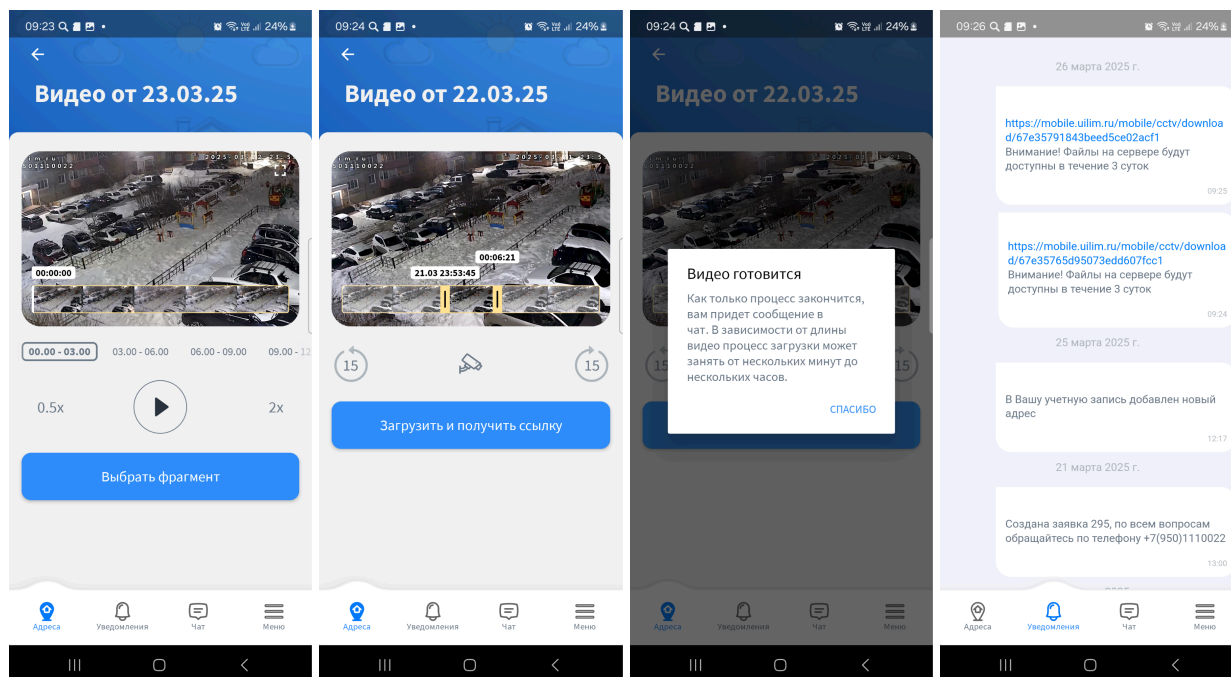 09:23
24%
Видео от 23.03.25
501110022
00:00:00
00.00 - 03.00
03.00 - 06.00
06.00 - 09.00
09.00 - 12
0.5x
2x
Выбрать фрагмент
Адреса
Уведомления
Чат
Меню
09:24
24%
Видео от 22.03.25
501110022
00:06:21
21.03 23:53:45
15
15
Загрузить и получить ссылку
Адреса
Уведомления
Чат
Меню
09:24
24%
Видео от 22.03.25
501110022
Видео готовится
Как только процесс закончится,
вам придет сообщение в
чат. В зависимости от длины
видео процесс загрузки может
занять от нескольких минут до
нескольких часов.
СПАСИБО
15
15
Адреса
Уведомления
Чат
Меню
09:26
24%
26 марта 2025 г.
https://mobile.uilim.ru/mobile/cctv/downloa
d/67e35791843beed5ce02acf1
Внимание! Файлы на сервере будут
доступны в течение 3 суток
09:25
https://mobile.uilim.ru/mobile/cctv/downloa
d/67e35765d95073edd607fcc1
Внимание! Файлы на сервере будут
доступны в течение 3 суток
09:24
25 марта 2025 г.
В Вашу учетную запись добавлен новый
адрес
12:17
21 марта 2025 г.
Создана заявка 295, по всем вопросам
обращайтесь по телефону +7(950)1110022
13:00
Адреса
Уведомления
Чат
Меню